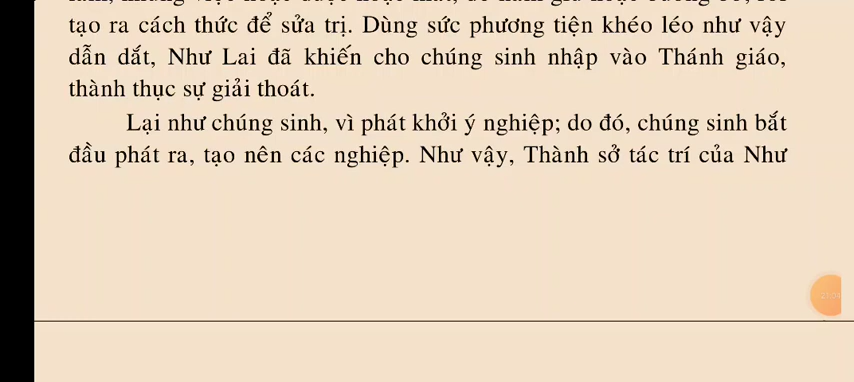 tạo ra cách thức để sửa trị. Dùng sức phương tiện khéo léo như vậy
dẫn dắt, Như Lai đã khiến cho chúng sinh nhập vào Thánh giáo,
thành thục sự giải thoát.
Lại như chúng sinh, vì phát khởi ý nghiệp; do đó, chúng sinh bắt
đầu phát ra, tạo nên các nghiệp. Như vậy, Thành sở tác trí của Như